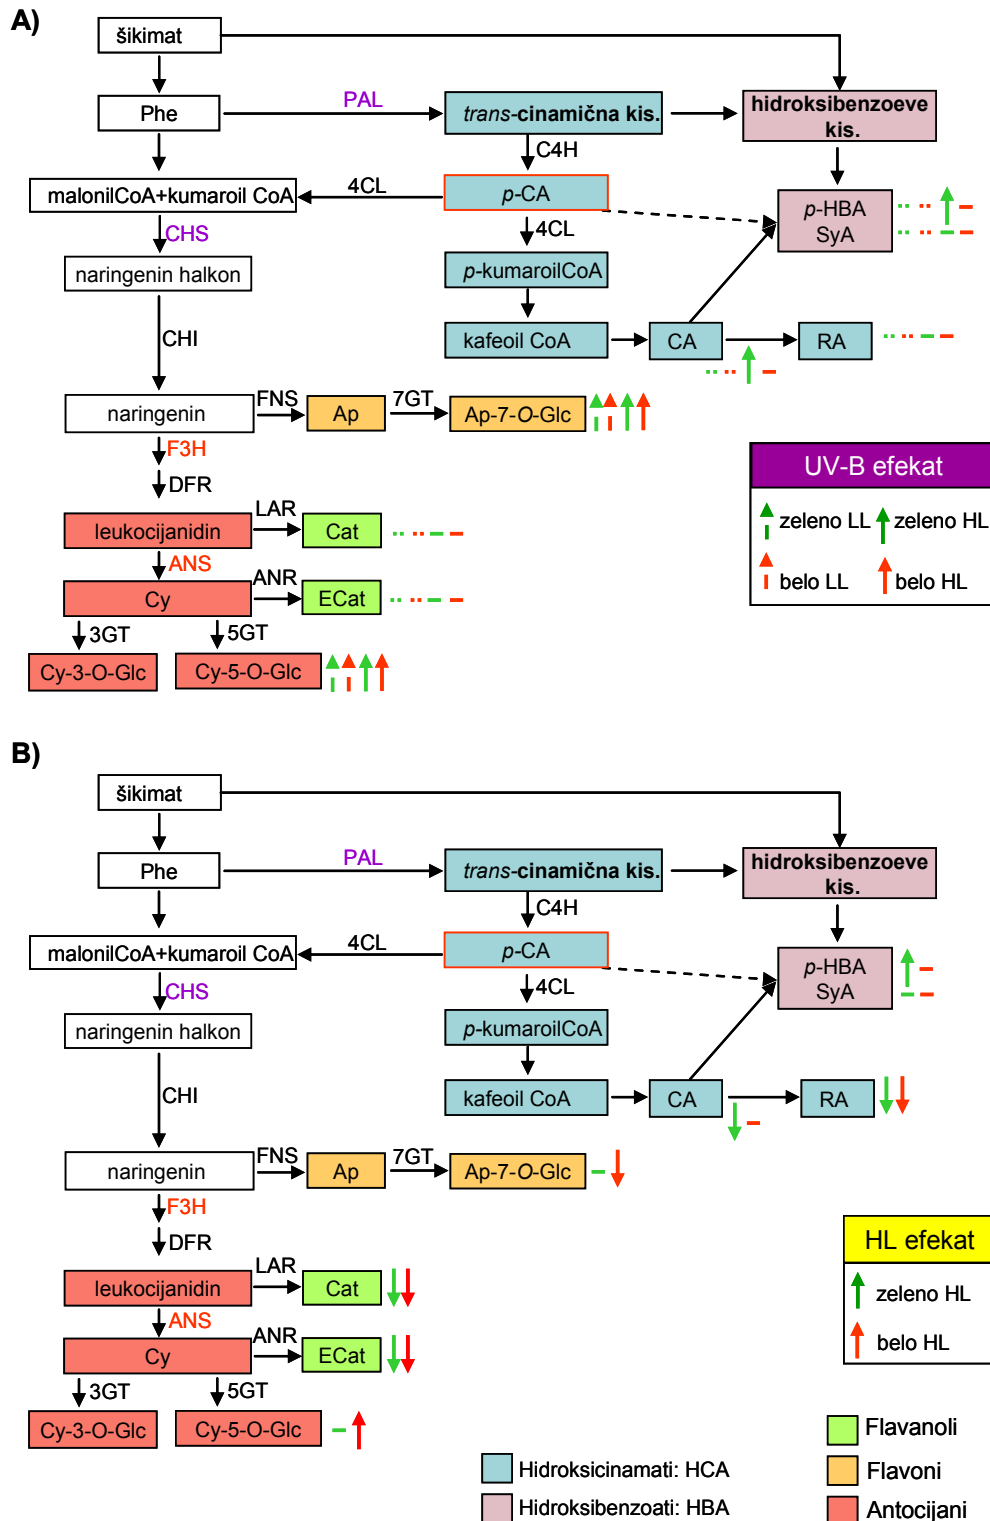 A)
šikimat
Phe
PAL
trans-cinamična kis.
hidroksibenzoeve
kis.
C4H
malonilCoA+kumaroil CoA
4CL
p-CA
p-HBA
SyA
CHS
4CL
naringenin halkon
p-kumaroilCoA
CHI
kafeoil CoA
CA
RA
naringenin
FNS
Ap
7GT
Ap-7-O-Glc
F3H
DFR
UV-B efekat
zeleno LL
zeleno HL
belo LL
belo HL
leukocijanidin
LAR
Cat
ANS
Cy
ANR
ECat
3GT
5GT
Cy-3-O-Glc
Cy-5-O-Glc
B)
šikimat
Phe
PAL
trans-cinamična kis.
hidroksibenzoeve
kis.
C4H
malonilCoA+kumaroil CoA
4CL
p-CA
p-HBA
SyA
CHS
4CL
naringenin halkon
p-kumaroilCoA
CHI
kafeoil CoA
CA
RA
naringenin
FNS
Ap
7GT
Ap-7-O-Glc
F3H
DFR
HL efekat
zeleno HL
belo HL
leukocijanidin
LAR
Cat
ANS
Cy
ANR
ECat
3GT
5GT
Cy-3-O-Glc
Cy-5-O-Glc
Hidroksicinamati: HCA
Hidroksibenzoati: HBA
Flavanoli
Flavoni
Antocijani